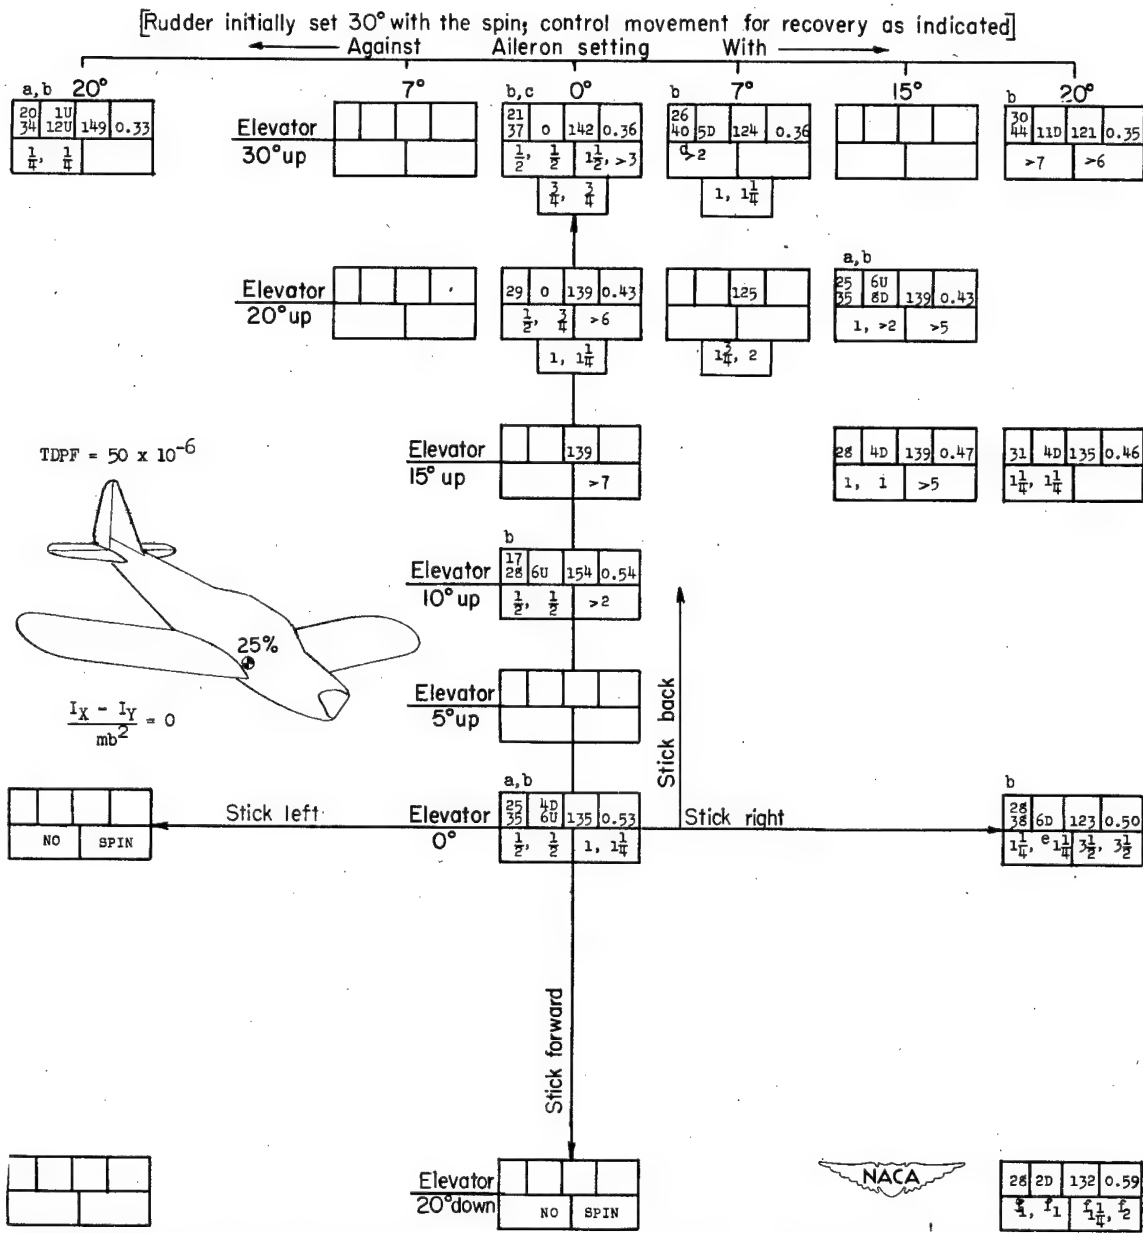 [Rudder initially set 30° with the spin; control movement for recovery as indicated]
Against Aileron setting With
20° 7° 0° 7° 15° 20°
a,b
20 34 1U 12U 149 0.33
1/4, 1/4
Elevator 30° up
b,c
21 37 0 142 0.36
1/2, 1/2 1 1/2, >3
3/4, 3/4
b
26 40 5D 124 0.36
d >2
1, 1 1/4
b
30 44 11D 121 0.35
>7 >6
Elevator 20° up
29 0 139 0.43
1/2, 3/4 >6
1, 1 1/4
125
1 3/4, 2
a,b
25 35 6U 8D 139 0.43
1, >2 >5
TDPF = 50 x 10^-6
Elevator 15° up
139
>7
28 4D 139 0.47
1, 1 >5
31 4D 135 0.46
1 1/4, 1 1/4
b
Elevator 10° up
17 28 6U 154 0.54
1/2, 1/2 >2
25%
Elevator 5° up
I_X - I_Y / mb^2 = 0
Stick back
NO SPIN
Stick left
Elevator 0°
a,b
25 35 4D 6U 135 0.53
1/2, 1/2 1, 1 1/4
Stick right
b
28 38 6D 123 0.50
1 1/4, e 1 1/4 3 1/2, 3 1/2
Stick forward
Elevator 20° down
NO SPIN
NACA
28 2D 132 0.59
1, f 1 f 1 1/4, f 2